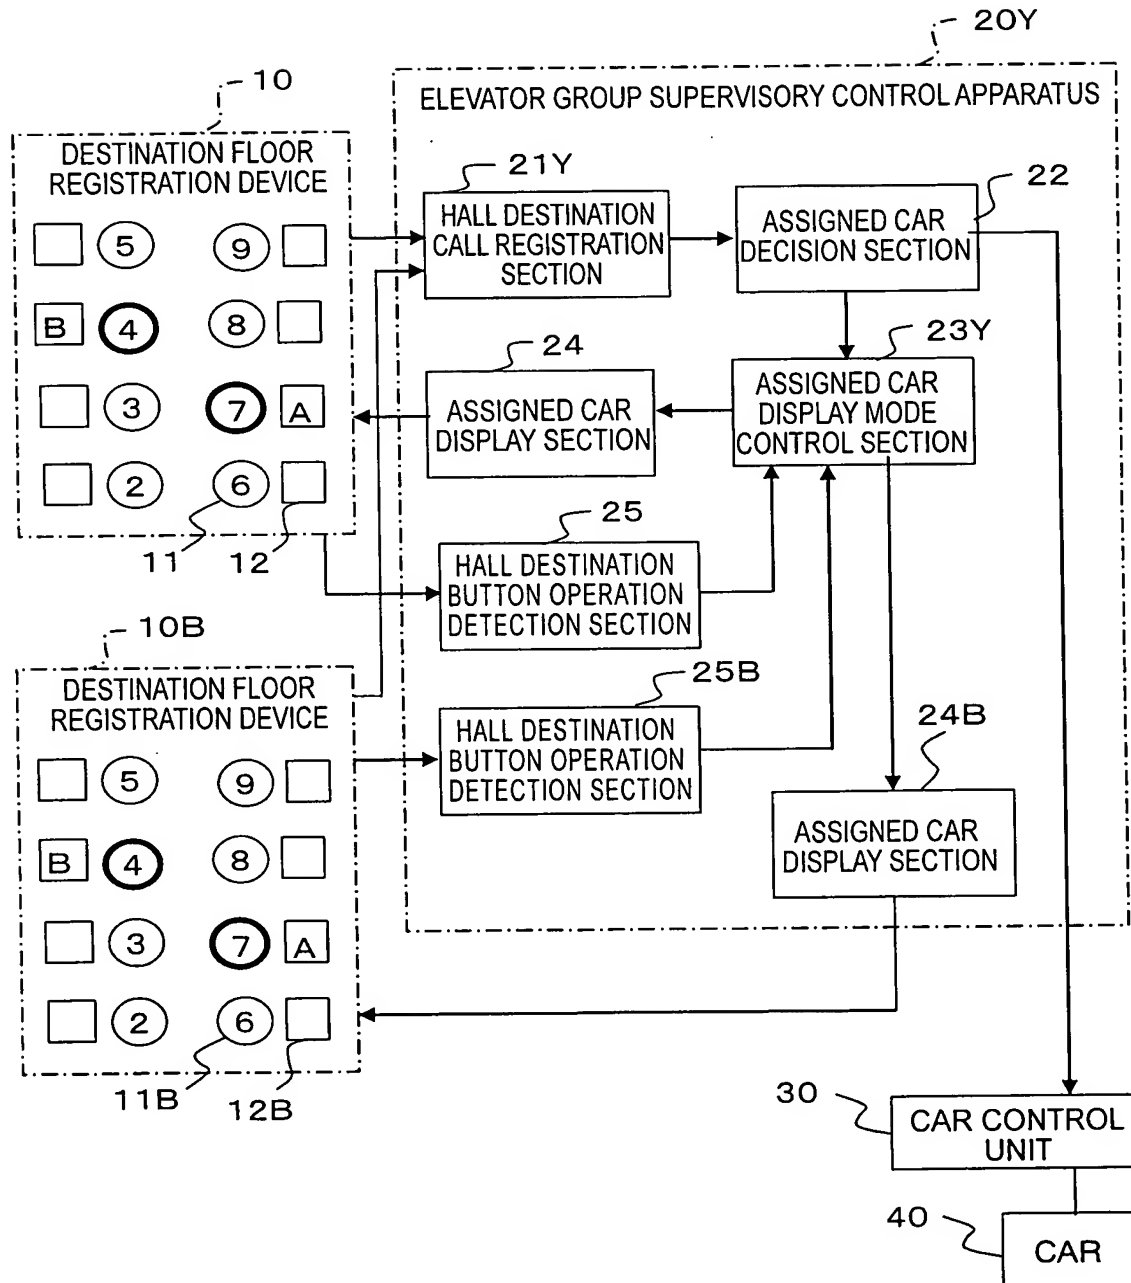 20Y
10
ELEVATOR GROUP SUPERVISORY CONTROL APPARATUS
DESTINATION FLOOR
REGISTRATION DEVICE
5
9
B
4
8
3
7
A
2
6
11
12
21Y
HALL DESTINATION
CALL REGISTRATION
SECTION
22
ASSIGNED CAR
DECISION SECTION
24
ASSIGNED CAR
DISPLAY SECTION
23Y
ASSIGNED CAR
DISPLAY MODE
CONTROL SECTION
25
HALL DESTINATION
BUTTON OPERATION
DETECTION SECTION
10B
DESTINATION FLOOR
REGISTRATION DEVICE
5
9
B
4
8
3
7
A
2
6
11B
12B
25B
HALL DESTINATION
BUTTON OPERATION
DETECTION SECTION
24B
ASSIGNED CAR
DISPLAY SECTION
30
CAR CONTROL
UNIT
40
CAR